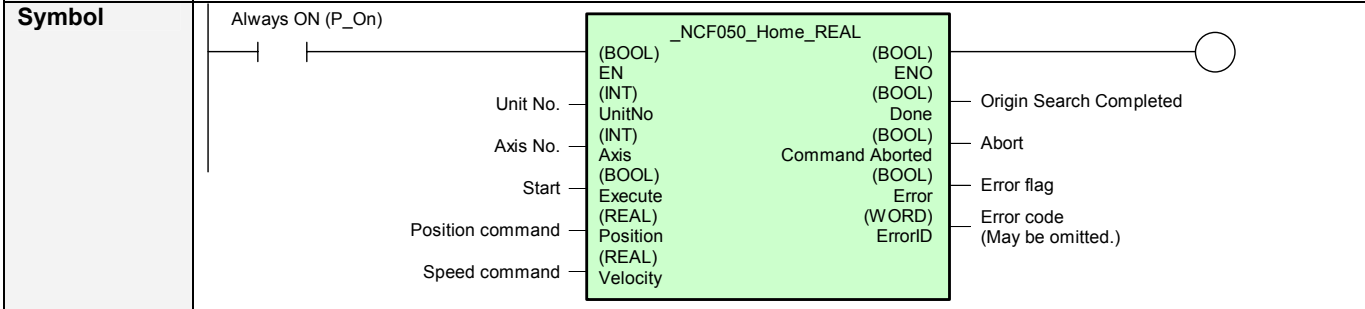 Symbol
Always ON (P_On)
_NCF050_Home_REAL
(BOOL) (BOOL)
EN ENO
(INT) (BOOL)
Unit No. UnitNo Done Origin Search Completed
(INT) (BOOL)
Axis No. Axis Command Aborted Abort
(BOOL) (BOOL)
Start Execute Error Error flag
(REAL) (WORD) Error code
Position command Position ErrorID (May be omitted.)
(REAL)
Speed command Velocity